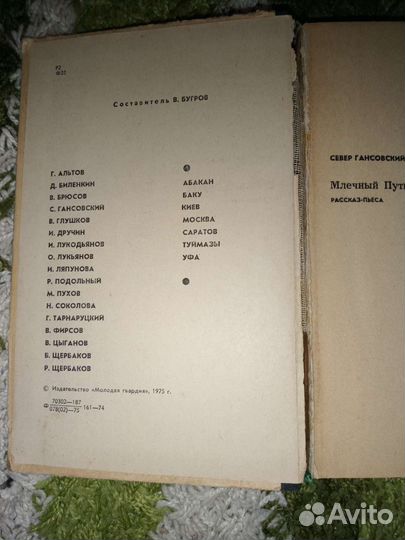 Р2
Ф22
Составитель В. БУГРОВ
Г. АЛЬТОВ
Д. БИЛЕНКИН
В. БРЮСОВ
С. ГАНСОВСКИЙ
В. ГЛУШКОВ
И. ДРУЧИН
И. ЛУКОДЬЯНОВ
О. ЛУКЬЯНОВ
И. ЛЯПУНОВА
Р. ПОДОЛЬНЫЙ
М. ПУХОВ
Н. СОКОЛОВА
Г. ТАРНАРУЦКИЙ
В. ФИРСОВ
В. ЦЫГАНОВ
Б. ЩЕРБАКОВ
Р. ЩЕРБАКОВ
АБАКАН
БАКУ
КИЕВ
МОСКВА
САРАТОВ
ТУЙМАЗЫ
УФА
© Издательство «Молодая гвардия», 1975 г.
Ф 70302—187
078(02)—75 161—74
СЕВЕР ГАНСОВСКИЙ
Млечный Путь
РАССКАЗ-ПЬЕСА
Avito